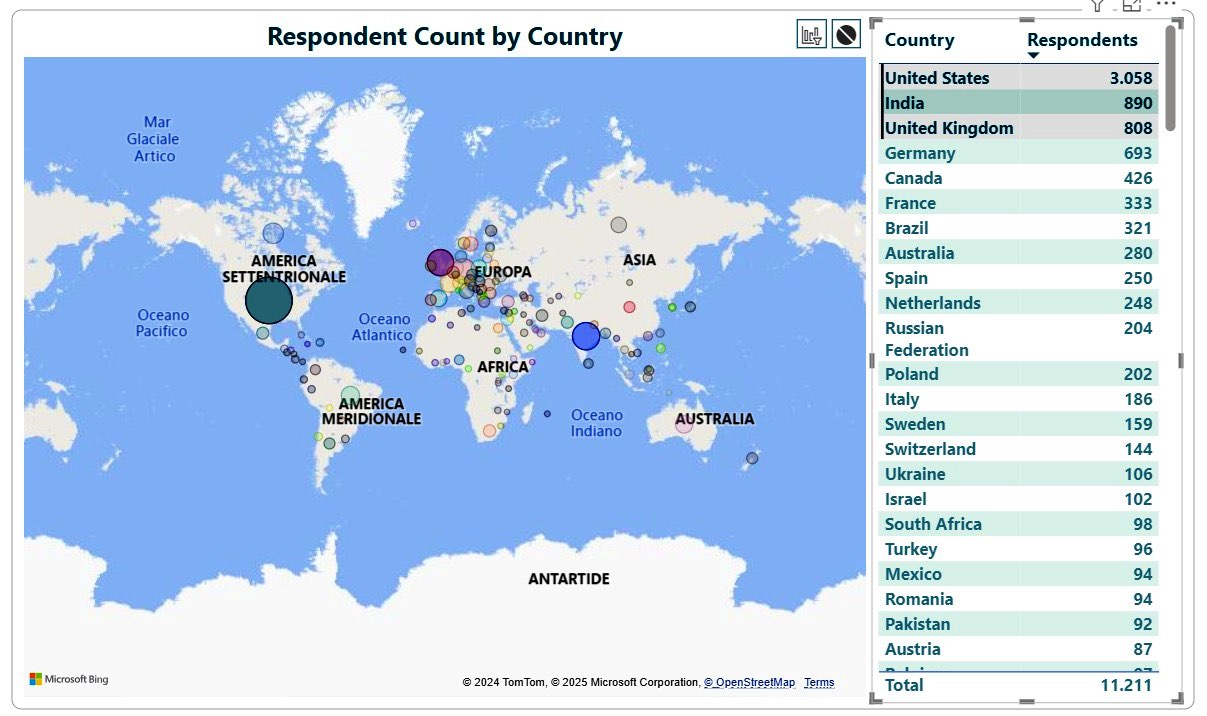 Respondent Count by Country
Mar
Glaciale
Artico
AMERICA
SETTENTRIONALE
EUROPA
ASIA
Oceano
Pacifico
Oceano
Atlantico
AFRICA
AMERICA
MERIDIONALE
Oceano
Indiano
AUSTRALIA
ANTARTIDE
Microsoft Bing
© 2024 TomTom, © 2025 Microsoft Corporation, © OpenStreetMap Terms
Country Respondents
United States 3.058
India 890
United Kingdom 808
Germany 693
Canada 426
France 333
Brazil 321
Australia 280
Spain 250
Netherlands 248
Russian 204
Federation
Poland 202
Italy 186
Sweden 159
Switzerland 144
Ukraine 106
Israel 102
South Africa 98
Turkey 96
Mexico 94
Romania 94
Pakistan 92
Austria 87
Total 11.211